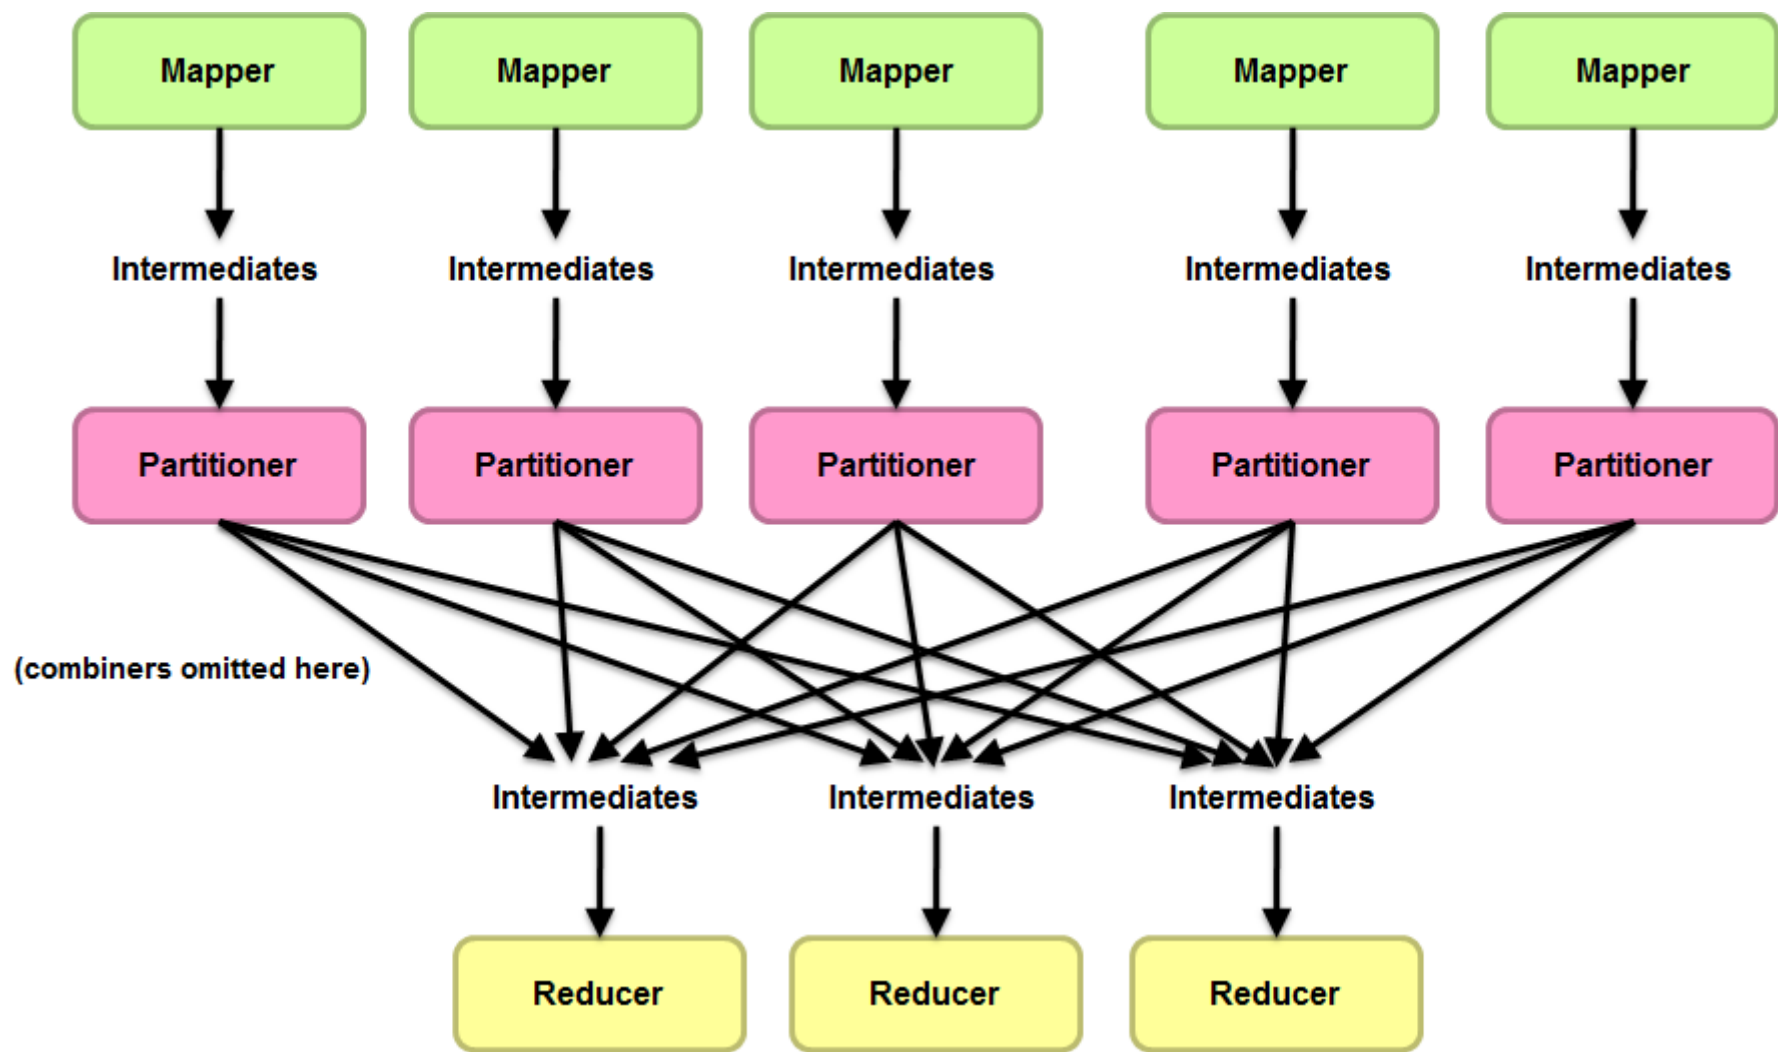 Mapper
Mapper
Mapper
Mapper
Mapper
Intermediates
Intermediates
Intermediates
Intermediates
Intermediates
Partitioner
Partitioner
Partitioner
Partitioner
Partitioner
(combiners omitted here)
Intermediates
Intermediates
Intermediates
Reducer
Reducer
Reducer